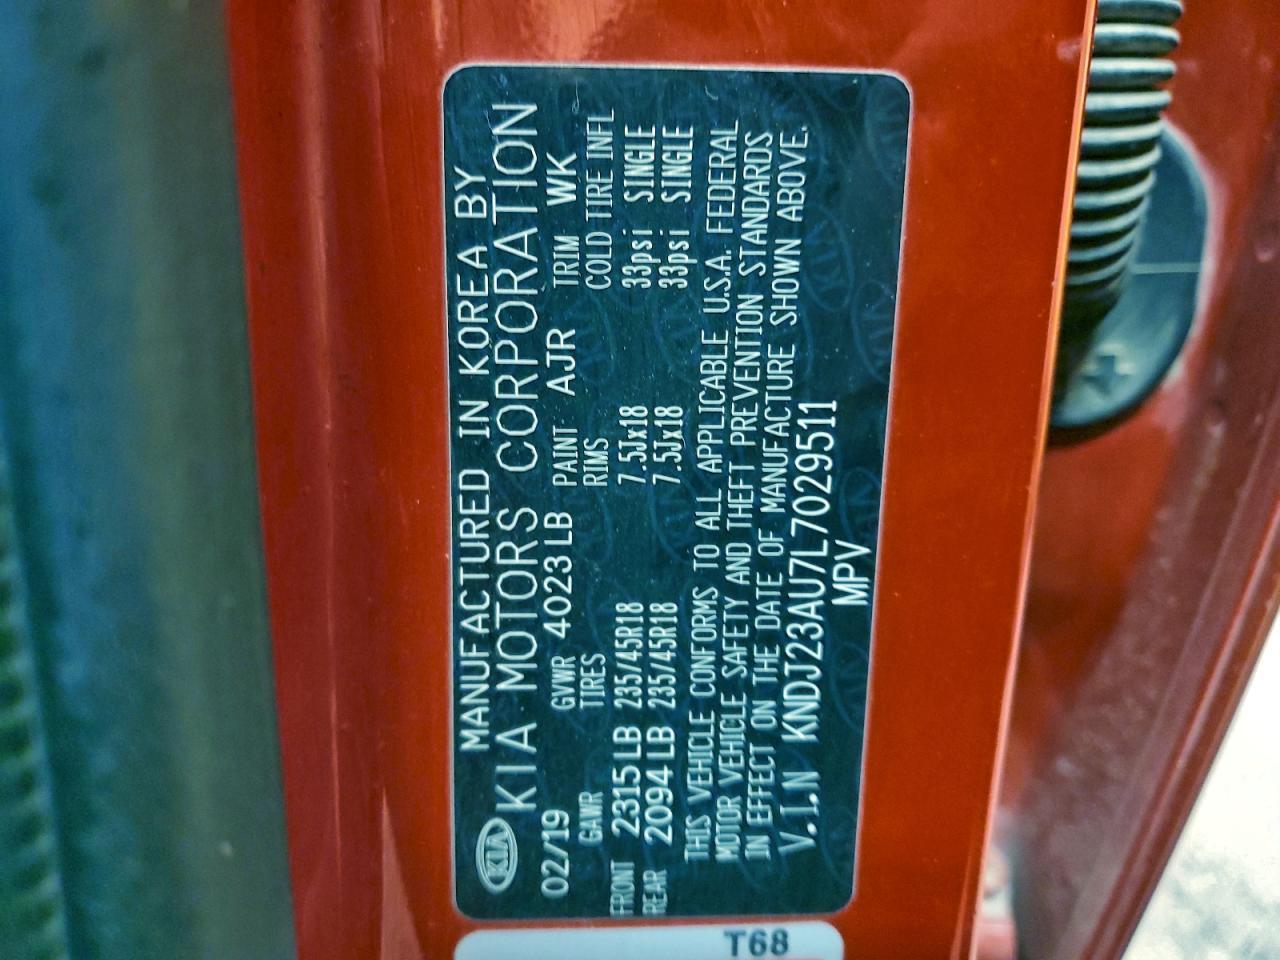 MANUFACTURED IN KOREA BY
KIA KIA MOTORS CORPORATION
02/19 GVWR 4023 LB PAINT AJR TRIM WK
GAWR TIRES RIMS COLD TIRE INFL
FRONT 2315 LB 235/45R18 7.5Jx18 33psi SINGLE
REAR 2094 LB 235/45R18 7.5Jx18 33psi SINGLE
THIS VEHICLE CONFORMS TO ALL APPLICABLE U.S.A. FEDERAL
MOTOR VEHICLE SAFETY AND THEFT PREVENTION STANDARDS
IN EFFECT ON THE DATE OF MANUFACTURE SHOWN ABOVE.
V.I.N KNDJ23AU7L7029511
MPV
T68